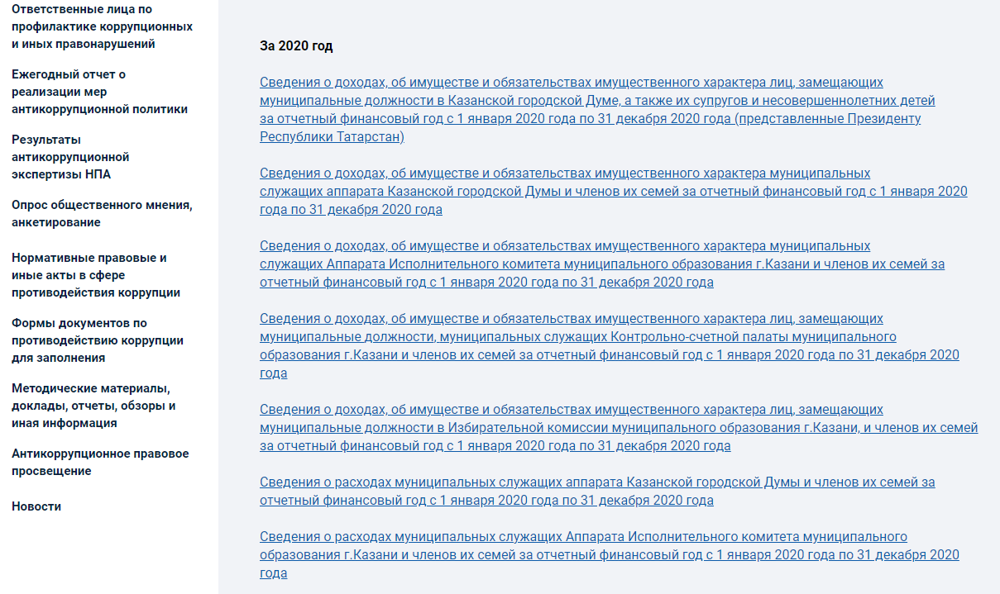 Ответственные лица по
профилактике коррупционных
и иных правонарушений
Ежегодный отчет о
реализации мер
антикоррупционной политики
Результаты
антикоррупционной
экспертизы НПА
Опрос общественного мнения,
анкетирование
Нормативные правовые и
иные акты в сфере
противодействия коррупции
Формы документов по
противодействию коррупции
для заполнения
Методические материалы,
доклады, отчеты, обзоры и
иная информация
Антикоррупционное правовое
просвещение
Новости
За 2020 год
Сведения о доходах, об имуществе и обязательствах имущественного характера лиц, замещающих
муниципальные должности в Казанской городской Думе, а также их супругов и несовершеннолетних детей
за отчетный финансовый год с 1 января 2020 года по 31 декабря 2020 года (представленные Президенту
Республики Татарстан)
Сведения о доходах, об имуществе и обязательствах имущественного характера муниципальных
служащих аппарата Казанской городской Думы и членов их семей за отчетный финансовый год с 1 января 2020
года по 31 декабря 2020 года
Сведения о доходах, об имуществе и обязательствах имущественного характера муниципальных
служащих Аппарата Исполнительного комитета муниципального образования г.Казани и членов их семей за
отчетный финансовый год с 1 января 2020 года по 31 декабря 2020 года
Сведения о доходах, об имуществе и обязательствах имущественного характера лиц, замещающих
муниципальные должности, муниципальных служащих Контрольно-счетной палаты муниципального
образования г.Казани и членов их семей за отчетный финансовый год с 1 января 2020 года по 31 декабря 2020
года
Сведения о доходах, об имуществе и обязательствах имущественного характера лиц, замещающих
муниципальные должности в Избирательной комиссии муниципального образования г.Казани, и членов их семей
за отчетный финансовый год с 1 января 2020 года по 31 декабря 2020 года
Сведения о расходах муниципальных служащих аппарата Казанской городской Думы и членов их семей за
отчетный финансовый год с 1 января 2020 года по 31 декабря 2020 года
Сведения о расходах муниципальных служащих Аппарата Исполнительного комитета муниципального
образования г.Казани и членов их семей за отчетный финансовый год с 1 января 2020 года по 31 декабря 2020
года